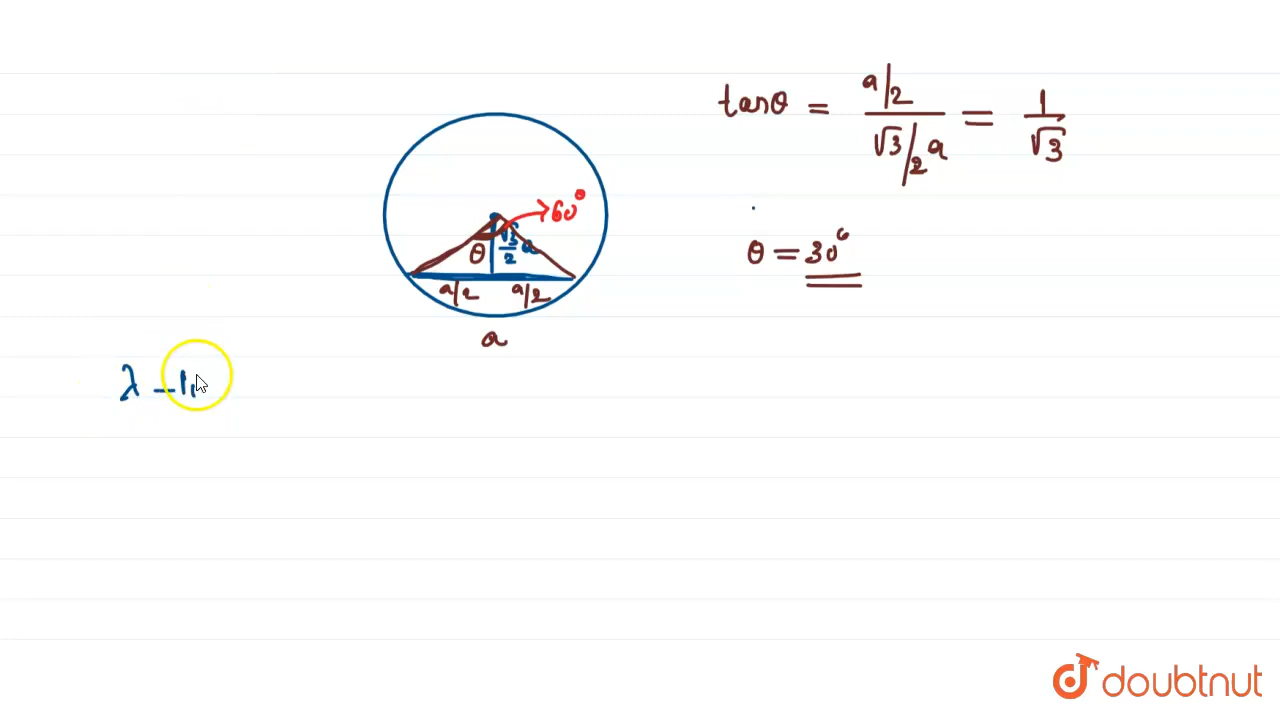 tanθ = a/2 / √3/2 a = 1/√3
60°
θ √3/2 a
a/2 a/2
θ = 30°
a
λ –
doubtnut